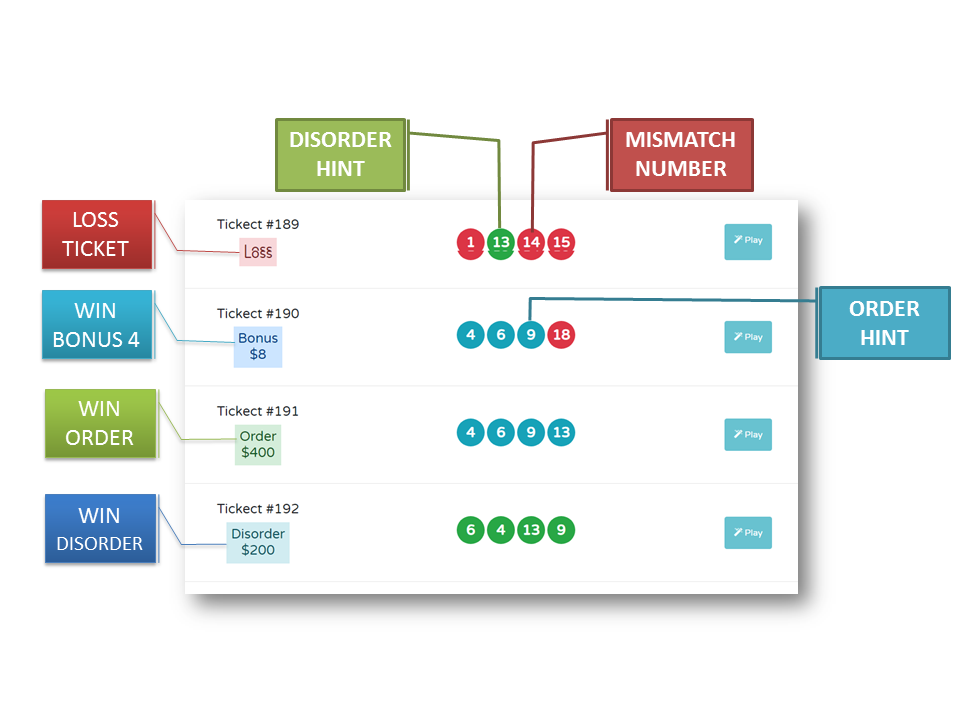 DISORDER
HINT
MISMATCH
NUMBER
LOSS
TICKET
Tickect #189
Loss
1 13 14 15
Play
WIN
BONUS 4
Tickect #190
Bonus
$8
4 6 9 18
Play
ORDER
HINT
WIN
ORDER
Tickect #191
Order
$400
4 6 9 13
Play
WIN
DISORDER
Tickect #192
Disorder
$200
6 4 13 9
Play